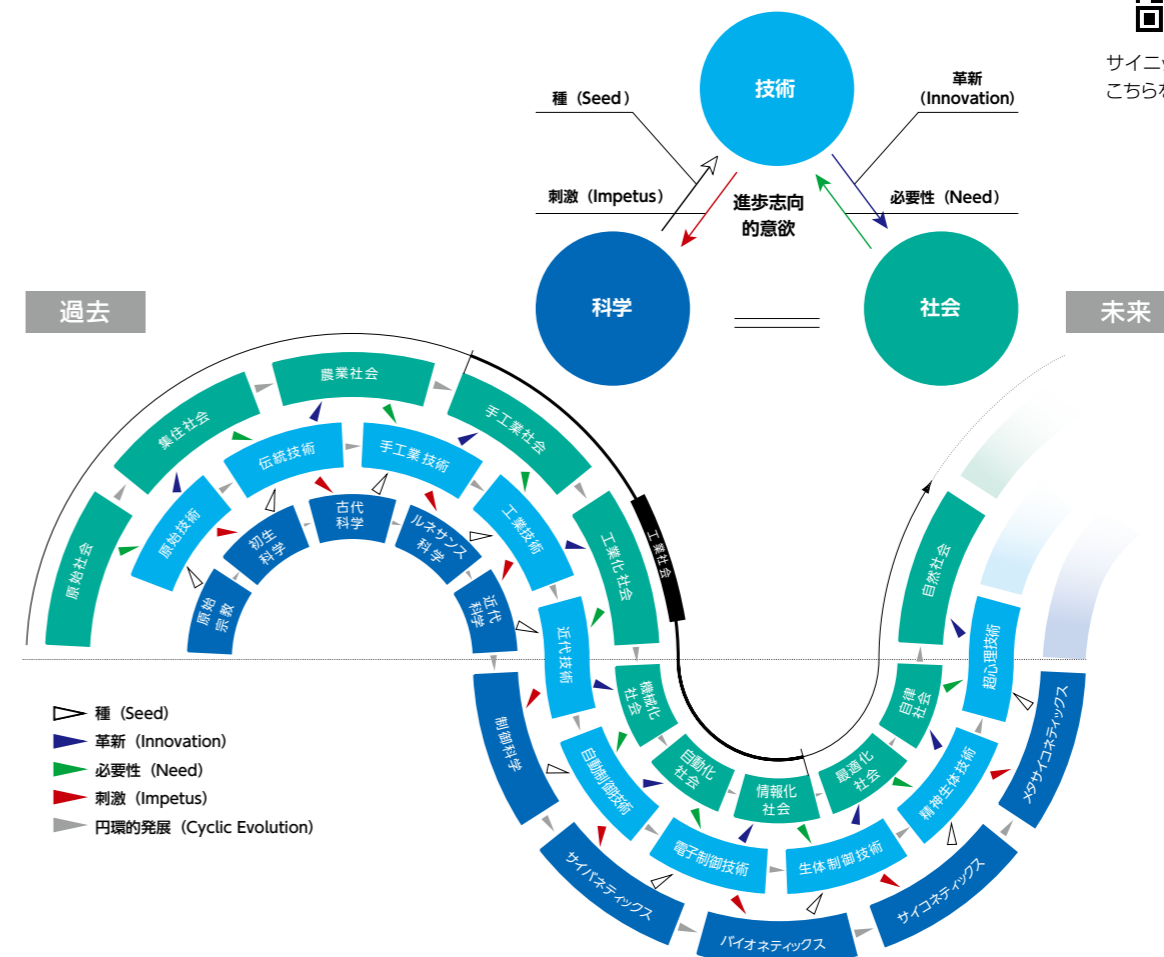 サイニッ
こちらを
技術
種（Seed）
革新
（Innovation）
刺激（Impetus）
進歩志向
的意欲
必要性（Need）
科学
社会
過去
未来
原始社会
集住社会
農業社会
手工業社会
工業化社会
工業社会
機械化
社会
自動化
社会
情報化
社会
最適化
社会
自律
社会
自然社会
原始技術
伝統技術
手工業技術
工業技術
近代技術
自動制御技術
電子制御技術
生体制御技術
精神生体技術
超心理技術
原始
宗教
初生
科学
古代
科学
ルネサンス
科学
近代
科学
制御科学
サイバネティックス
バイオネティックス
サイコネティックス
メタサイコネティックス
種（Seed）
革新（Innovation）
必要性（Need）
刺激（Impetus）
円環的発展（Cyclic Evolution）